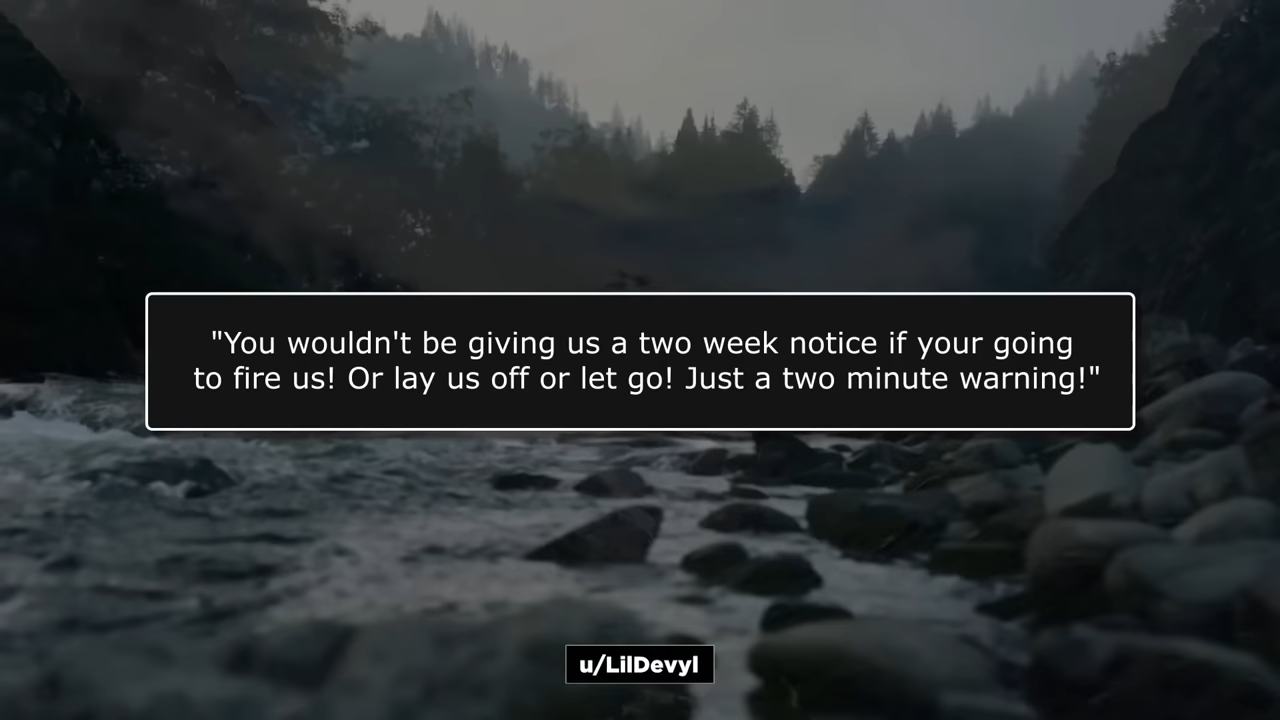 "You wouldn't be giving us a two week notice if your going
to fire us! Or lay us off or let go! Just a two minute warning!"
u/LilDevyl